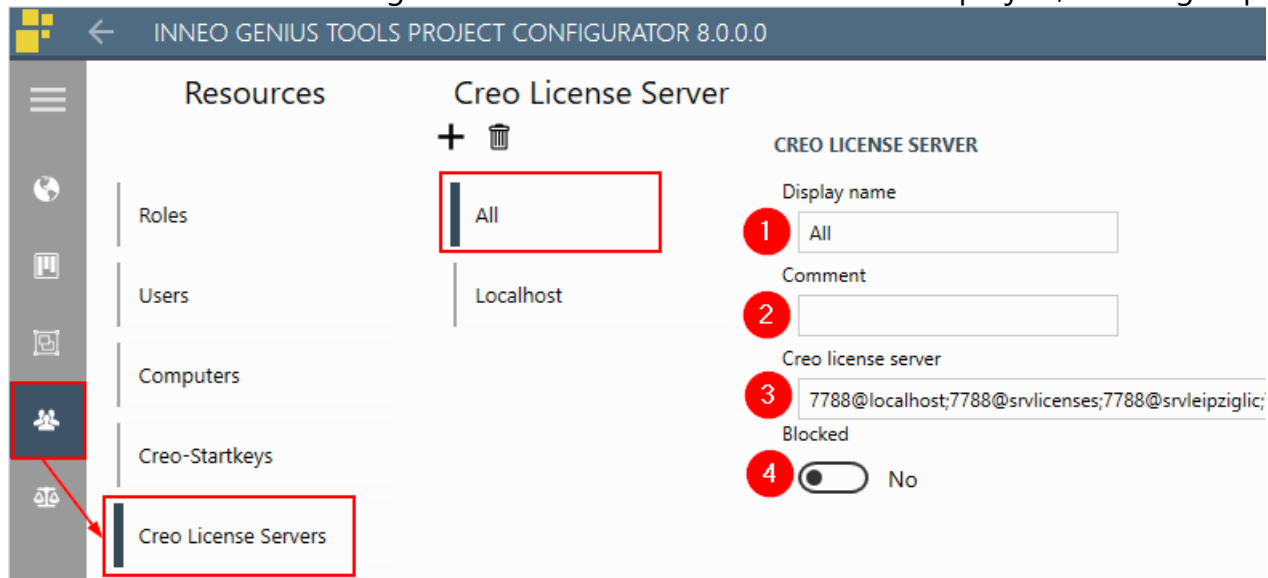 INNEO GENIUS TOOLS PROJECT CONFIGURATOR 8.0.0.0
Resources
Creo License Server
CREO LICENSE SERVER
Roles
Users
Computers
Creo-Startkeys
Creo License Servers
All
Localhost
Display name
1 All
Comment
2
Creo license server
3 7788@localhost;7788@srvlicenses;7788@srvleipziglic;
Blocked
4 No